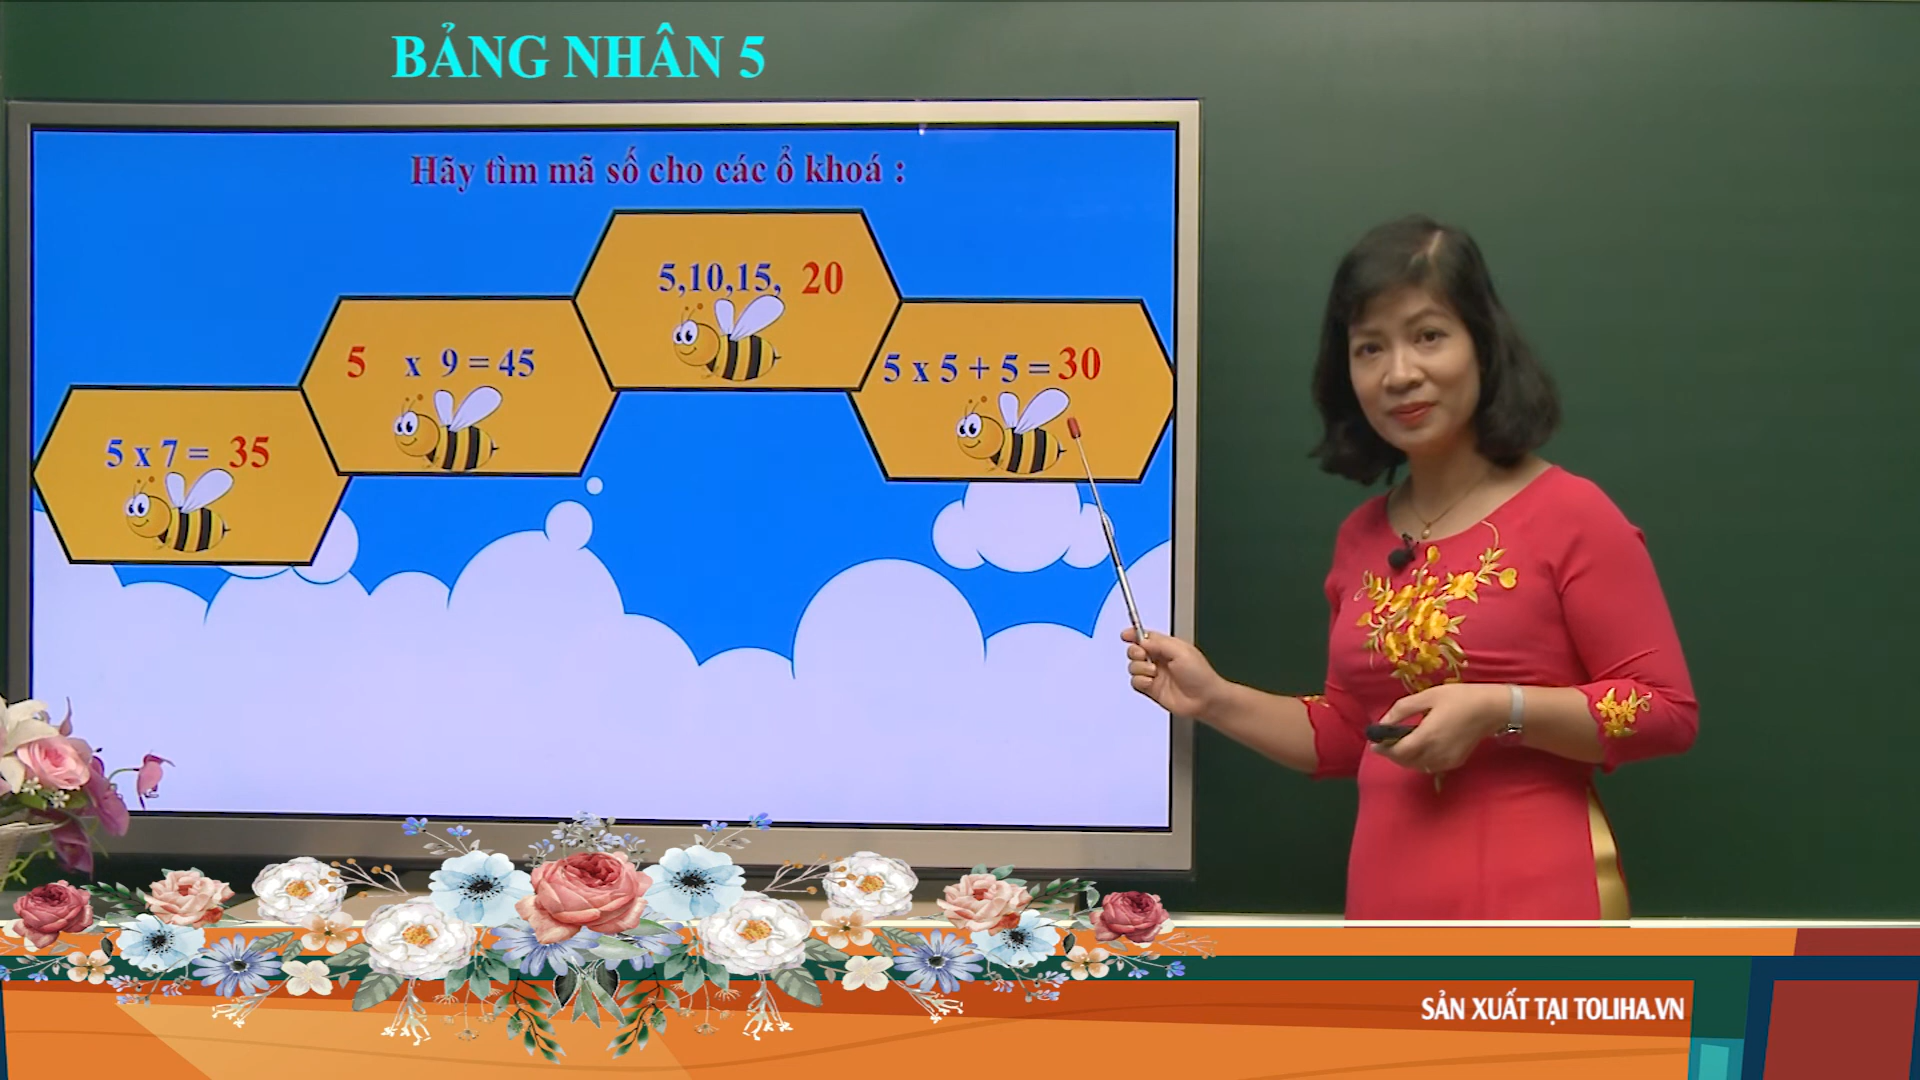 BẢNG NHÂN 5
Hãy tìm mã số cho các ổ khoá :
5,10,15, 20
5 x 9 = 45
5 x 5 + 5 = 30
5 x 7 = 35
SẢN XUẤT TẠI TOLIHA.VN